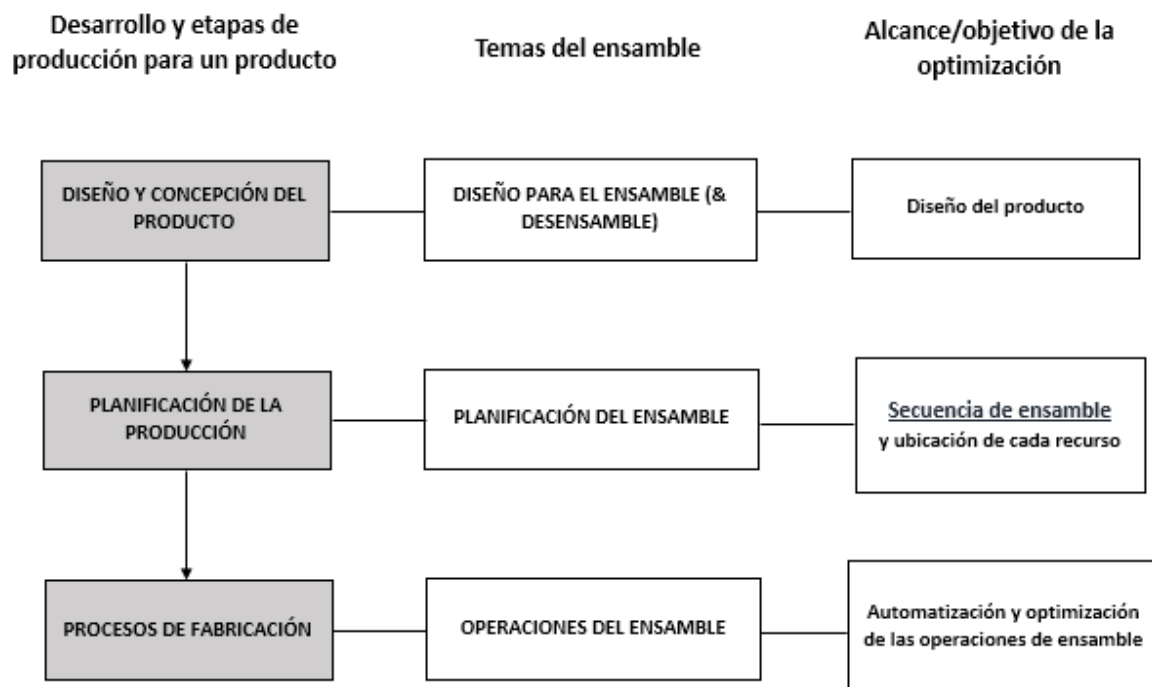 Desarrollo y etapas de
producción para un producto
Temas del ensamble
Alcance/objetivo de la
optimización
DISEÑO Y CONCEPCIÓN DEL
PRODUCTO
DISEÑO PARA EL ENSAMBLE (&
DESENSAMBLE)
Diseño del producto
PLANIFICACIÓN DE LA
PRODUCCIÓN
PLANIFICACIÓN DEL ENSAMBLE
Secuencia de ensamble
y ubicación de cada recurso
PROCESOS DE FABRICACIÓN
OPERACIONES DEL ENSAMBLE
Automatización y optimización
de las operaciones de ensamble